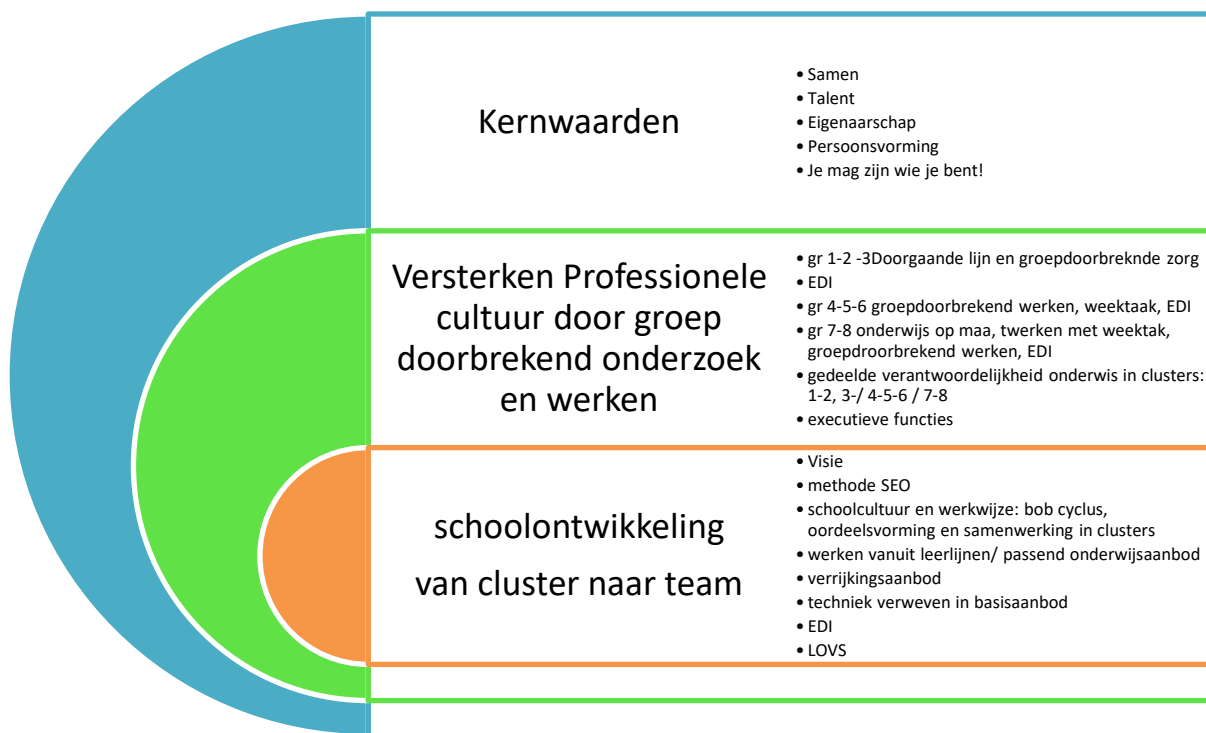 Kernwaarden
• Samen
• Talent
• Eigenaarschap
• Persoonsvorming
• Je mag zijn wie je bent!
Versterken Professionele
cultuur door groep
doorbrekend onderzoek
en werken
• gr 1-2 -3Doorgaande lijn en groepdoorbreknde zorg
• EDI
• gr 4-5-6 groepdoorbrekend werken, weektaak, EDI
• gr 7-8 onderwijs op maa, twerken met weektak,
groepdroorbrekend werken, EDI
• gedeelde verantwoordelijkheid onderwis in clusters:
1-2, 3-/ 4-5-6 / 7-8
• executieve functies
schoolontwikkeling
van cluster naar team
• Visie
• methode SEO
• schoolcultuur en werkwijze: bob cyclus,
oordeelsvorming en samenwerking in clusters
• werken vanuit leerlijnen/ passend onderwijsaanbod
• verrijkingsaanbod
• techniek verweven in basisaanbod
• EDI
• LOVS